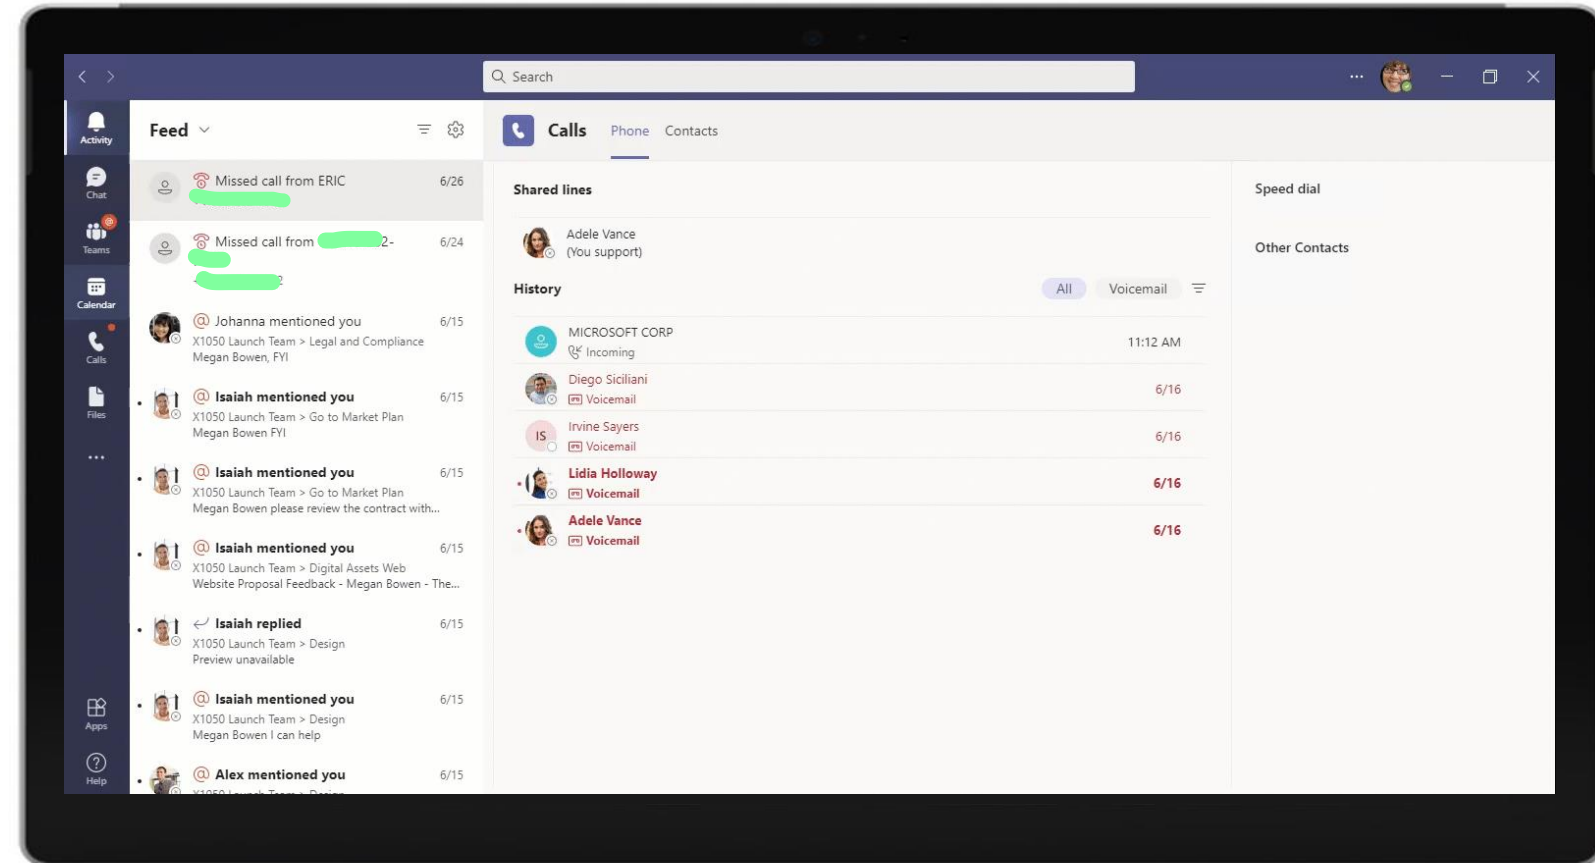 Search
Activity
Chat
Teams
Calendar
Calls
Files
Apps
Help
Feed
Missed call from ERIC 6/26
Missed call from 2- 6/24
2
@ Johanna mentioned you 6/15
X1050 Launch Team > Legal and Compliance
Megan Bowen, FYI
@ Isaiah mentioned you 6/15
X1050 Launch Team > Go to Market Plan
Megan Bowen FYI
@ Isaiah mentioned you 6/15
X1050 Launch Team > Go to Market Plan
Megan Bowen please review the contract with...
@ Isaiah mentioned you 6/15
X1050 Launch Team > Digital Assets Web
Website Proposal Feedback - Megan Bowen - The...
Isaiah replied 6/15
X1050 Launch Team > Design
Preview unavailable
@ Isaiah mentioned you 6/15
X1050 Launch Team > Design
Megan Bowen I can help
@ Alex mentioned you 6/15
X1050 Launch Team > Design
Calls Phone Contacts
Shared lines
Adele Vance
(You support)
History All Voicemail
MICROSOFT CORP
Incoming
11:12 AM
Diego Siciliani
Voicemail
6/16
IS
Irvine Sayers
Voicemail
6/16
Lidia Holloway
Voicemail
6/16
Adele Vance
Voicemail
6/16
Speed dial
Other Contacts